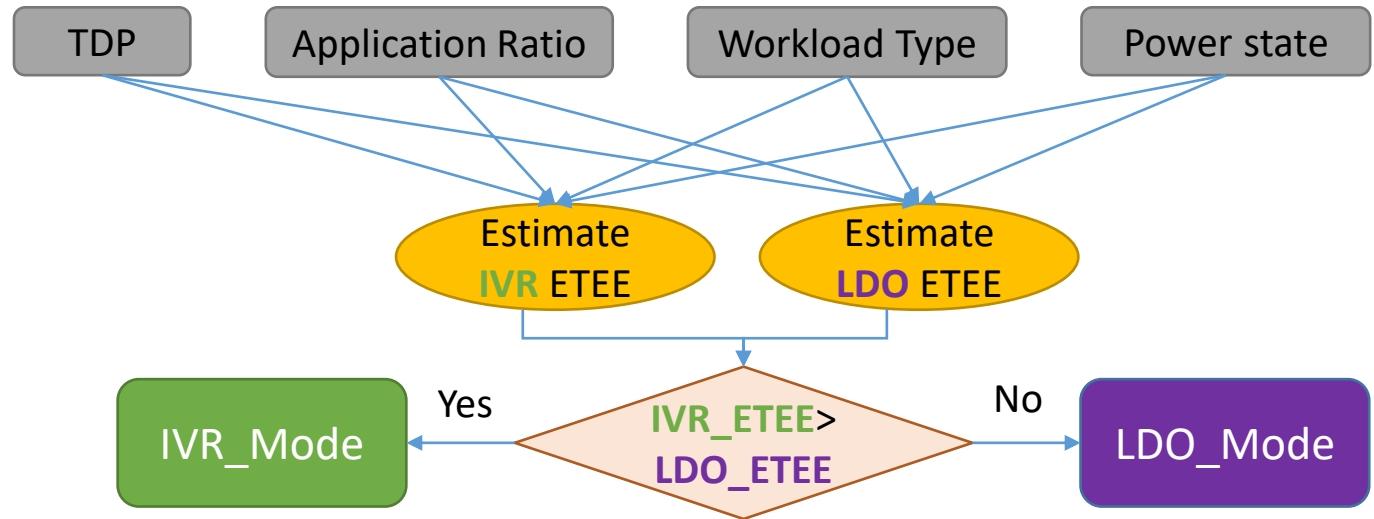 TDP
Application Ratio
Workload Type
Power state
Estimate
IVR ETEE
Estimate
LDO ETEE
IVR_Mode
Yes
IVR_ETEE>
LDO_ETEE
No
LDO_Mode